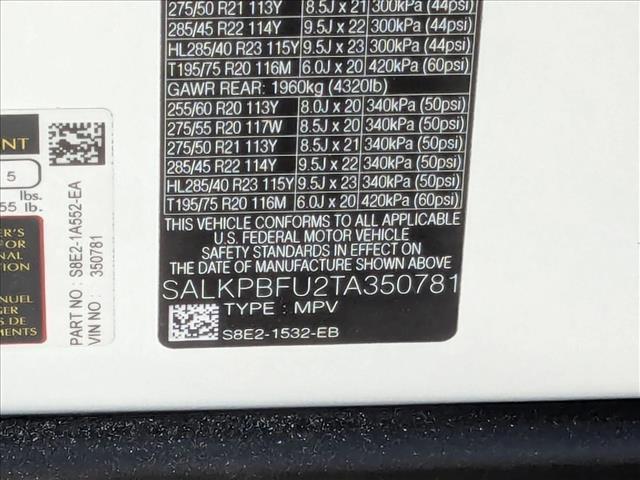 275/50 R21 113Y 8.5J x 21 300kPa (44psi)
285/45 R22 114Y 9.5J x 22 300kPa (44psi)
HL285/40 R23 115Y 9.5J x 23 300kPa (44psi)
T195/75 R20 116M 6.0J x 20 420kPa (60psi)
GAWR REAR: 1960kg (4320lb)
255/60 R20 113Y 8.0J x 20 340kPa (50psi)
275/55 R20 117W 8.5J x 20 340kPa (50psi)
275/50 R21 113Y 8.5J x 21 340kPa (50psi)
285/45 R22 114Y 9.5J x 22 340kPa (50psi)
HL285/40 R23 115Y 9.5J x 23 340kPa (50psi)
T195/75 R20 116M 6.0J x 20 420kPa (60psi)
THIS VEHICLE CONFORMS TO ALL APPLICABLE
U.S. FEDERAL MOTOR VEHICLE
SAFETY STANDARDS IN EFFECT ON
THE DATE OF MANUFACTURE SHOWN ABOVE
SALKPBFU2TA350781
TYPE : MPV
S8E2-1532-EB
5
lbs.
55 lb.
PART NO : S8E2-1A552-EA
VIN NO : 350781